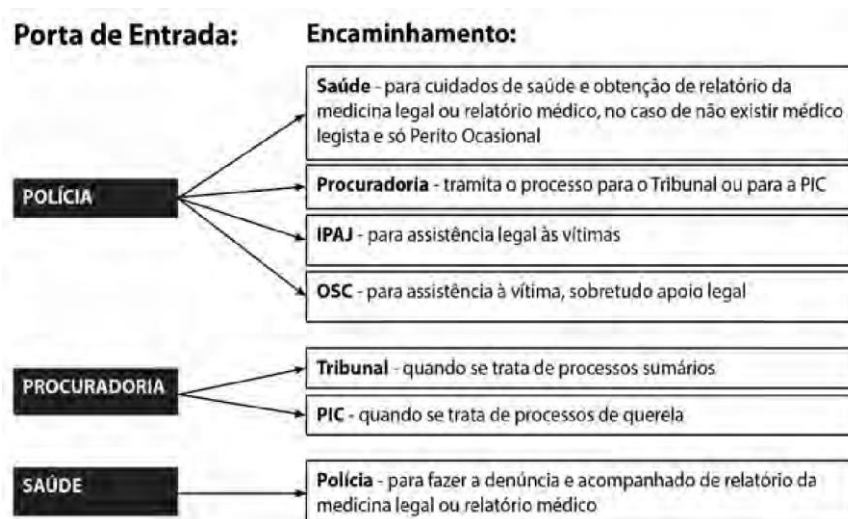 Porta de Entrada:
Encaminhamento:
POLÍCIA
Saúde - para cuidados de saúde e obtenção de relatório da
medicina legal ou relatório médico, no caso de não existir médico
legista e só Perito Ocasional
Procuradoria - tramita o processo para o Tribunal ou para a PIC
IPAJ - para assistência legal às vítimas
OSC - para assistência à vítima, sobretudo apoio legal
PROCURADORIA
Tribunal - quando se trata de processos sumários
PIC - quando se trata de processos de querela
SAÚDE
Polícia - para fazer a denúncia e acompanhado de relatório da
medicina legal ou relatório médico